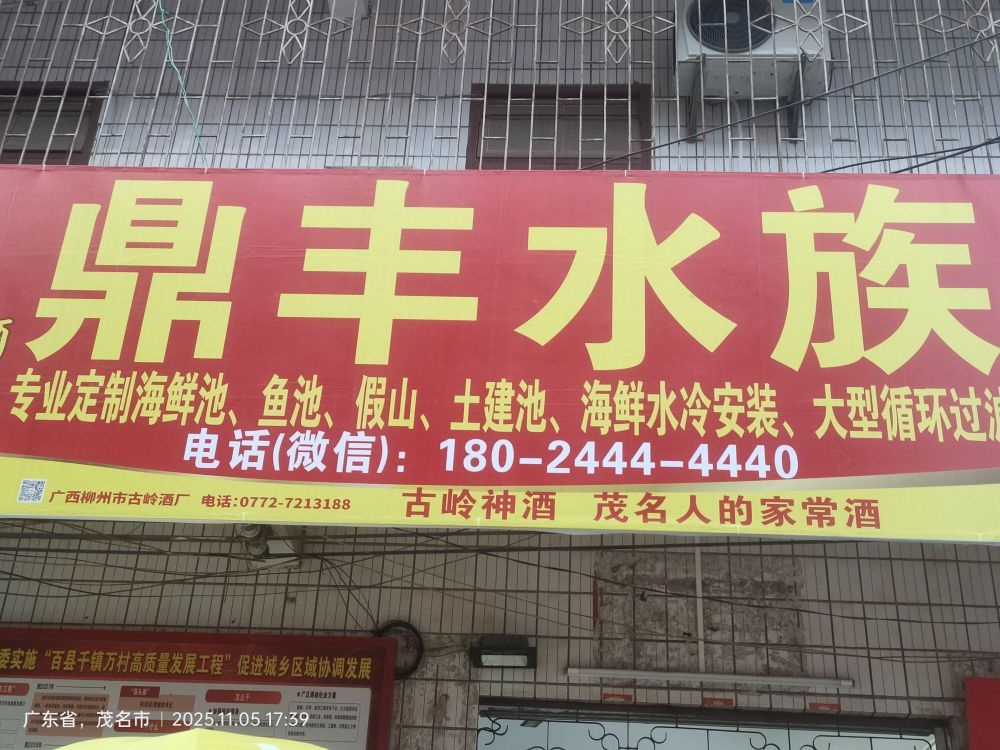 鼎丰水族
专业定制海鲜池、鱼池、假山、土建池、海鲜水冷安装、大型循环过
电话(微信)：180-2444-4440
广西柳州市古岭酒厂 电话:0772-7213188 古岭神酒 茂名人的家常酒
委实施“百县千镇万村高质量发展工程”促进城乡区域协调发展
广东省，茂名市 | 2025.11.05 17:39